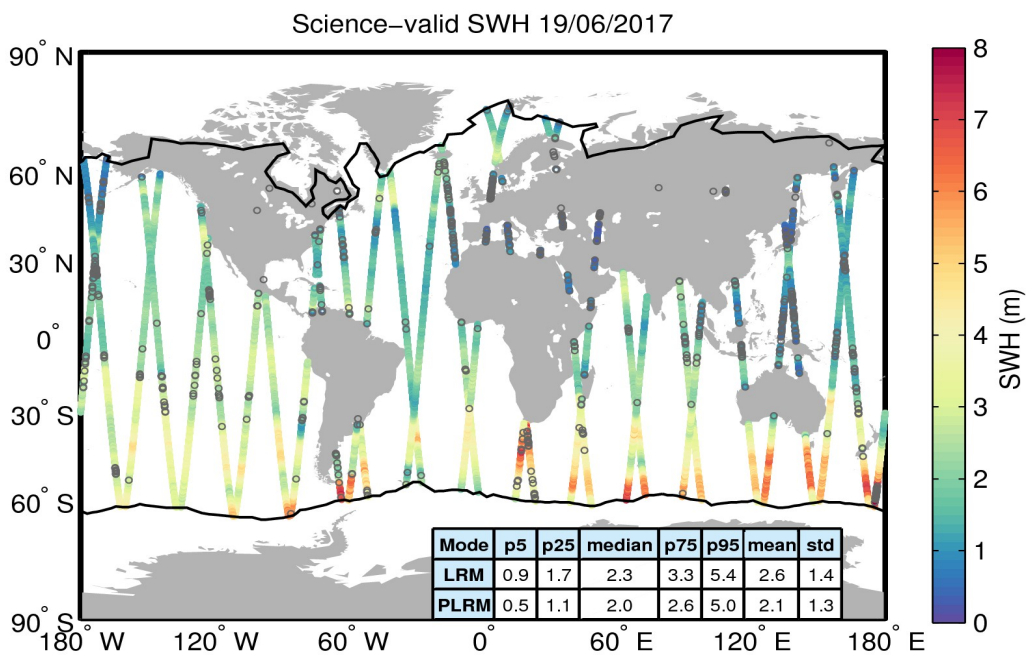 Science−valid SWH 19/06/2017
90° N
60° N
30° N
0°
30° S
60° S
90° S
180° W
120° W
60° W
0°
60° E
120° E
180° E
8
7
6
5
4
3
2
1
0
SWH (m)
Mode p5 p25 median p75 p95 mean std
LRM 0.9 1.7 2.3 3.3 5.4 2.6 1.4
PLRM 0.5 1.1 2.0 2.6 5.0 2.1 1.3